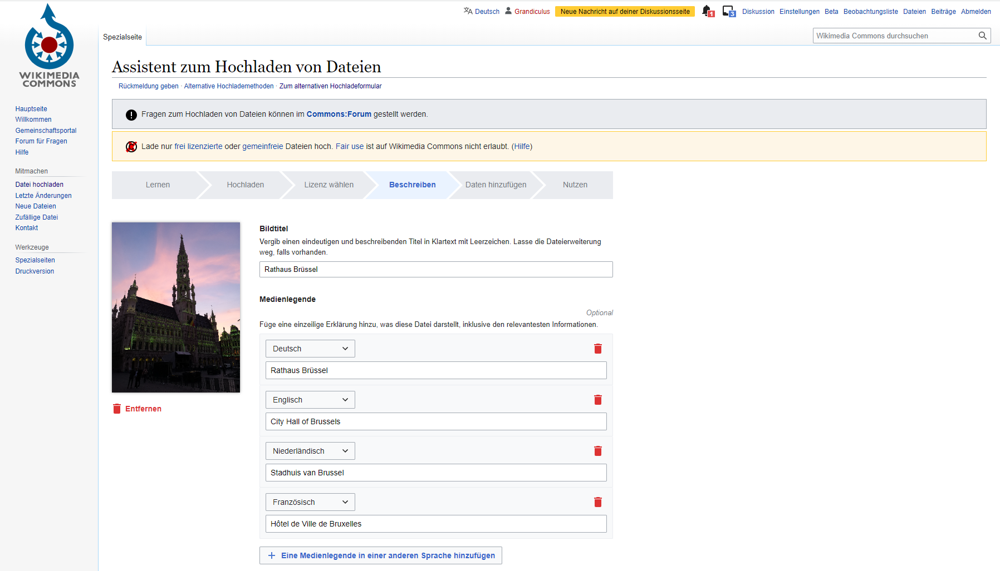 Deutsch Grandiculus Neue Nachricht auf deiner Diskussionsseite 1 3 Diskussion Einstellungen Beta Beobachtungsliste Dateien Beiträge Abmelden
WIKIMEDIA
COMMONS
Spezialseite
Wikimedia Commons durchsuchen
Hauptseite
Willkommen
Gemeinschaftsportal
Forum für Fragen
Hilfe
Mitmachen
Datei hochladen
Letzte Änderungen
Neue Dateien
Zufällige Datei
Kontakt
Werkzeuge
Spezialseiten
Druckversion
Assistent zum Hochladen von Dateien
Rückmeldung geben · Alternative Hochlademethoden · Zum alternativen Hochladeformular
Fragen zum Hochladen von Dateien können im Commons:Forum gestellt werden.
Lade nur frei lizenzierte oder gemeinfreie Dateien hoch. Fair use ist auf Wikimedia Commons nicht erlaubt. (Hilfe)
Lernen Hochladen Lizenz wählen Beschreiben Daten hinzufügen Nutzen
Entfernen
Bildtitel
Vergib einen eindeutigen und beschreibenden Titel in Klartext mit Leerzeichen. Lasse die Dateierweiterung
weg, falls vorhanden.
Rathaus Brüssel
Medienlegende
Optional
Füge eine einzeilige Erklärung hinzu, was diese Datei darstellt, inklusive den relevantesten Informationen.
Deutsch
Rathaus Brüssel
Englisch
City Hall of Brussels
Niederländisch
Stadhuis van Brussel
Französisch
Hôtel de Ville de Bruxelles
Eine Medienlegende in einer anderen Sprache hinzufügen